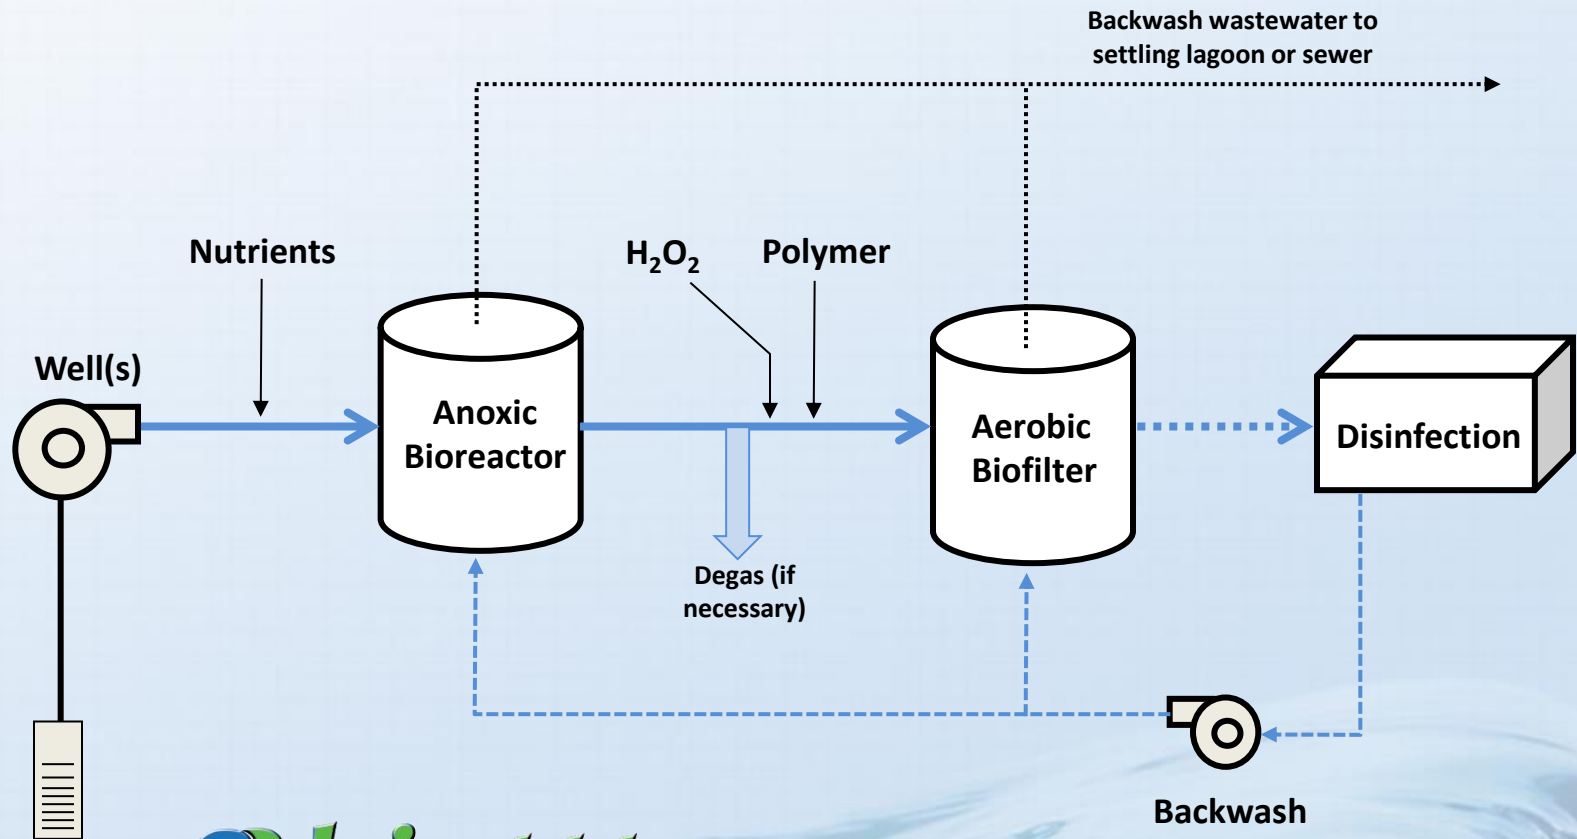 Backwash wastewater to
settling lagoon or sewer
Nutrients
H₂O₂
Polymer
Well(s)
Anoxic
Bioreactor
Aerobic
Biofilter
Disinfection
Degas (if
necessary)
Backwash